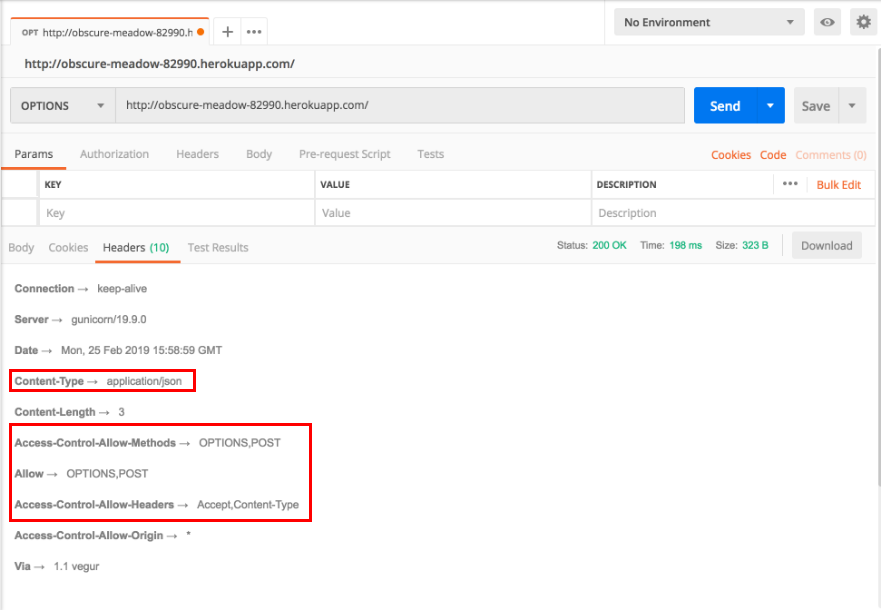 OPT http://obscure-meadow-82990.h
No Environment
http://obscure-meadow-82990.herokuapp.com/
OPTIONS http://obscure-meadow-82990.herokuapp.com/ Send Save
Params Authorization Headers Body Pre-request Script Tests Cookies Code Comments (0)
KEY VALUE DESCRIPTION ••• Bulk Edit
Key Value Description
Body Cookies Headers (10) Test Results Status: 200 OK Time: 198 ms Size: 323 B Download
Connection → keep-alive
Server → gunicorn/19.9.0
Date → Mon, 25 Feb 2019 15:58:59 GMT
Content-Type → application/json
Content-Length → 3
Access-Control-Allow-Methods → OPTIONS,POST
Allow → OPTIONS,POST
Access-Control-Allow-Headers → Accept,Content-Type
Access-Control-Allow-Origin → *
Via → 1.1 vegur